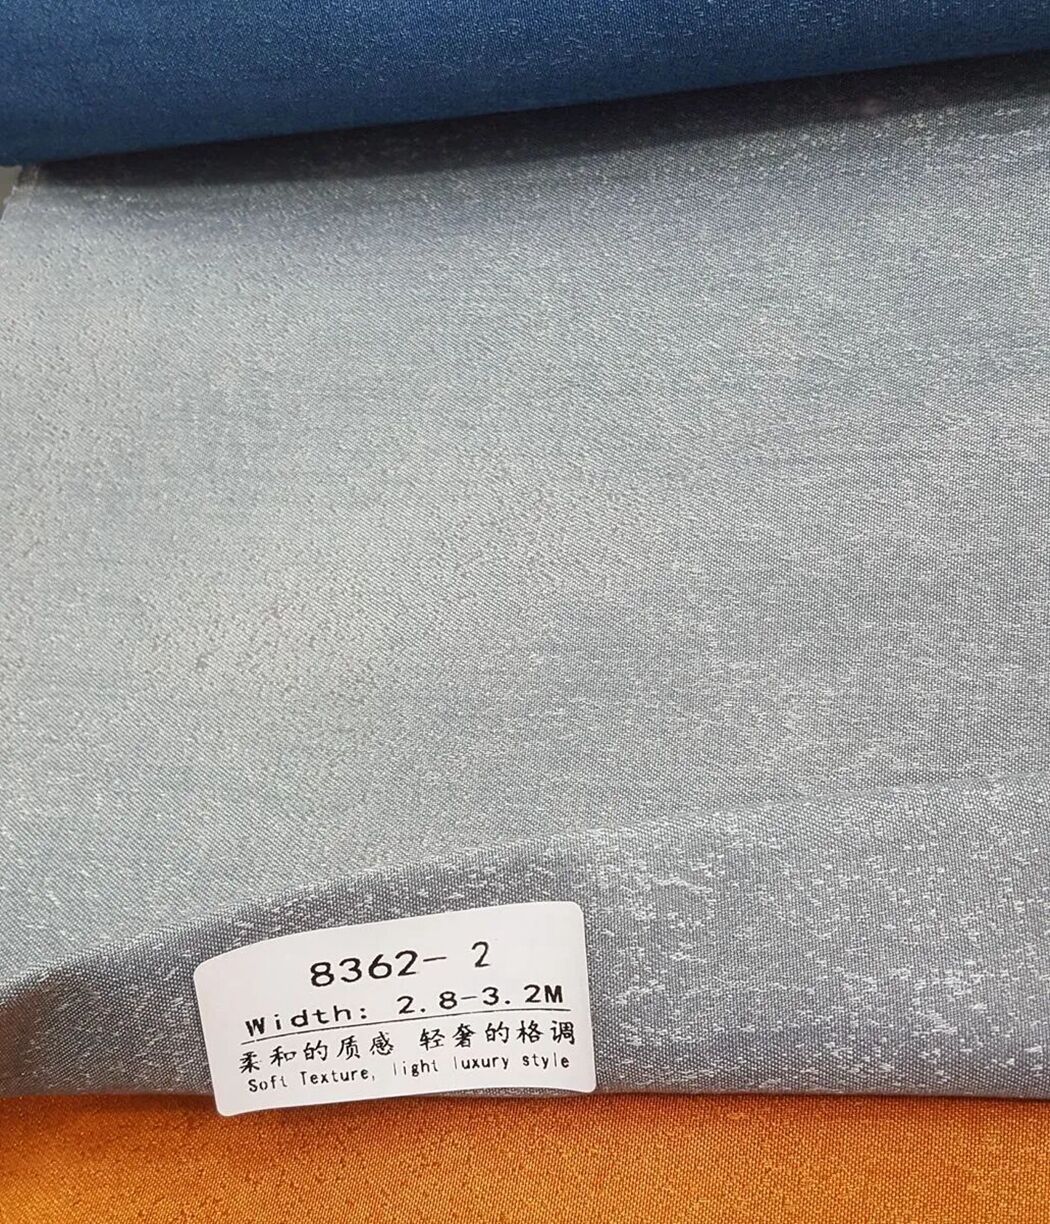 8362- 2
Width: 2.8-3.2M
柔和的质感 轻奢的格调
Soft Texture, light luxury style